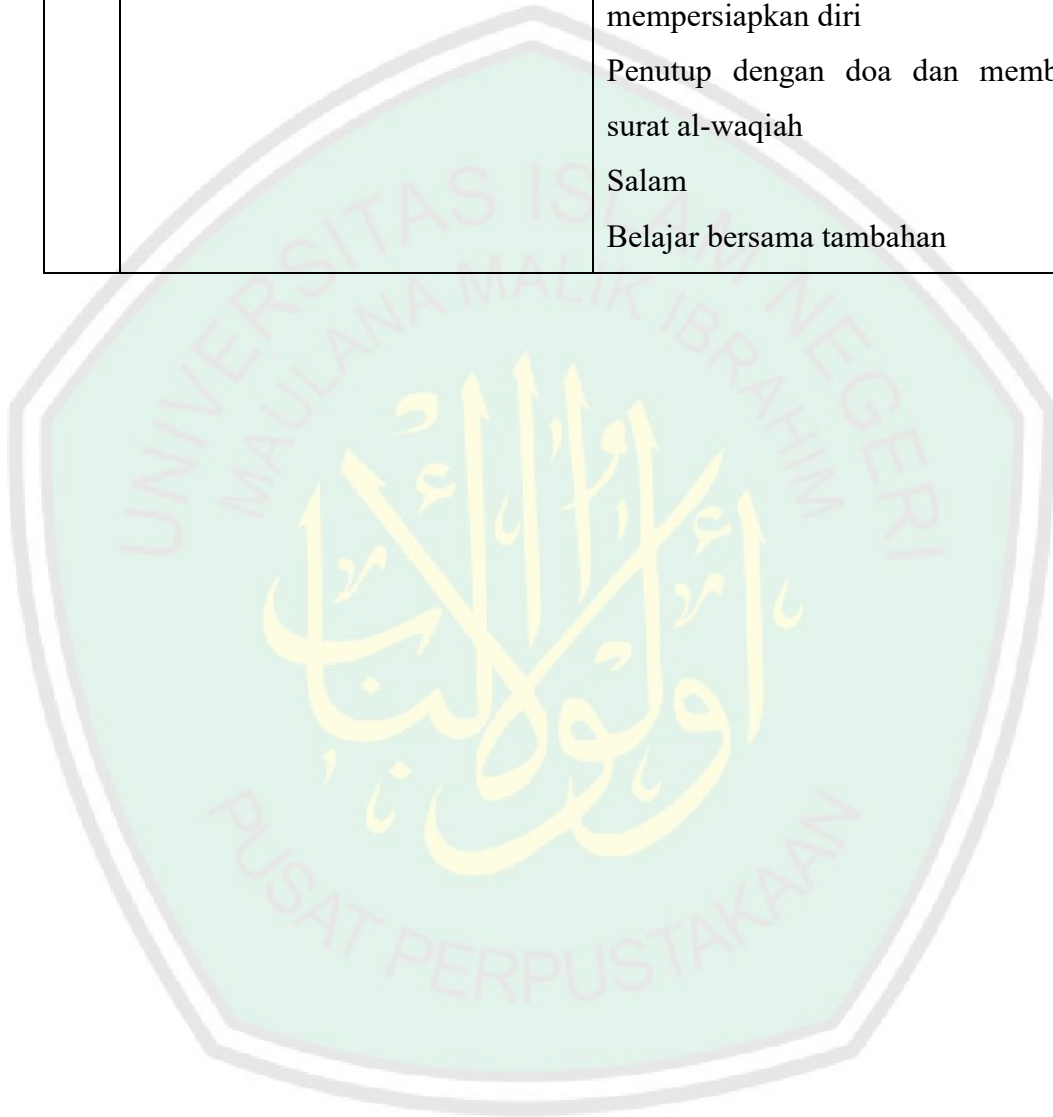 mempersiapkan diri
Penutup dengan doa dan memb
surat al-waqiah
Salam
Belajar bersama tambahan
UNIVERSITAS ISLAM NEGERI
MAULANA MALIK IBRAHIM
أولوا الألباب
PUSAT PERPUSTAKAAN